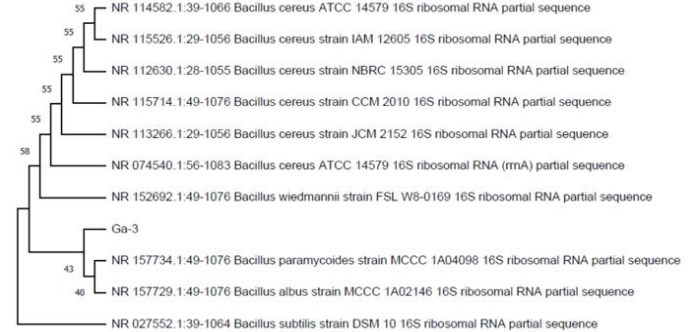 55
NR 114582.1:39-1066 Bacillus cereus ATCC 14579 16S ribosomal RNA partial sequence
55
NR 115526.1:29-1056 Bacillus cereus strain IAM 12605 16S ribosomal RNA partial sequence
55
NR 112630.1:28-1055 Bacillus cereus strain NBRC 15305 16S ribosomal RNA partial sequence
55
NR 115714.1:49-1076 Bacillus cereus strain CCM 2010 16S ribosomal RNA partial sequence
55
NR 113266.1:29-1056 Bacillus cereus strain JCM 2152 16S ribosomal RNA partial sequence
58
NR 074540.1:56-1083 Bacillus cereus ATCC 14579 16S ribosomal RNA (rrnA) partial sequence
NR 152692.1:49-1076 Bacillus wiedmannii strain FSL W8-0169 16S ribosomal RNA partial sequence
Ga-3
NR 157734.1:49-1076 Bacillus paramycoides strain MCCC 1A04098 16S ribosomal RNA partial sequence
43
NR 157729.1:49-1076 Bacillus albus strain MCCC 1A02146 16S ribosomal RNA partial sequence
40
NR 027552.1:39-1064 Bacillus subtilis strain DSM 10 16S ribosomal RNA partial sequence